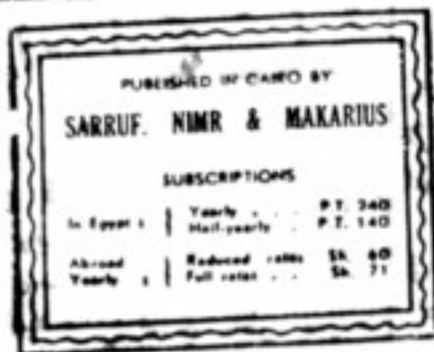 PUBLISHED IN CAIRO BY
SARRUF. NIMR & MAKARIUS
SUBSCRIPTIONS
In Egypt : Yearly . . . P.T. 240
Half-yearly . P.T. 140
Abroad Reduced rates Sh. 60
Yearly : Full rates . . Sh. 71